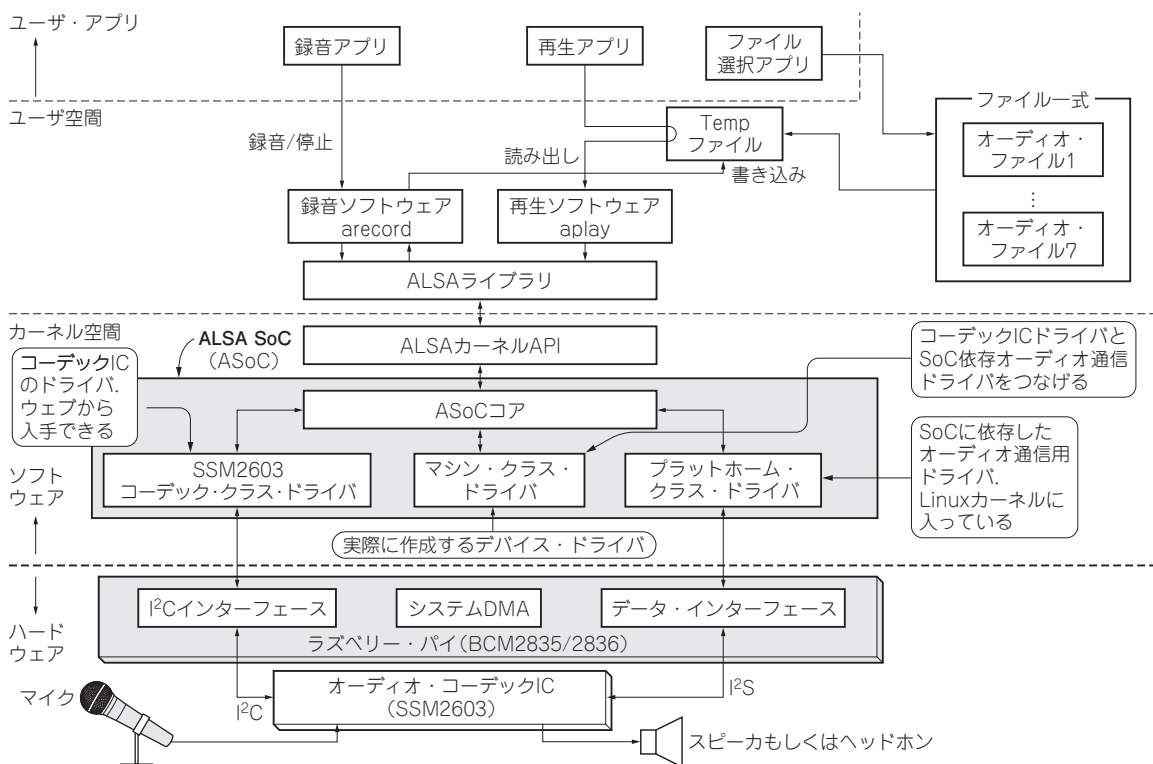 ユーザ・アプリ
録音アプリ
再生アプリ
ファイル
選択アプリ
ユーザ空間
録音/停止
読み出し
Temp
ファイル
書き込み
ファイル一式
オーディオ・
ファイル1
⋮
オーディオ・
ファイル7
録音ソフトウェア
arecord
再生ソフトウェア
aplay
ALSAライブラリ
カーネル空間
ALSA SoC
(ASoC)
ALSAカーネルAPI
コーデックIC
のドライバ.
ウェブから
入手できる
コーデックICドライバと
SoC依存オーディオ通信
ドライバをつなげる
ASoCコア
SSM2603
コーデック・クラス・ドライバ
マシン・クラス・
ドライバ
プラットホーム・
クラス・ドライバ
SoCに依存した
オーディオ通信用
ドライバ.
Linuxカーネルに
入っている
ソフト
ウェア
実際に作成するデバイス・ドライバ
I²Cインターフェース
システムDMA
データ・インターフェース
ラズベリー・パイ(BCM2835/2836)
ハード
ウェア
オーディオ・コーデックIC
(SSM2603)
I²C
I²S
マイク
スピーカもしくはヘッドホン